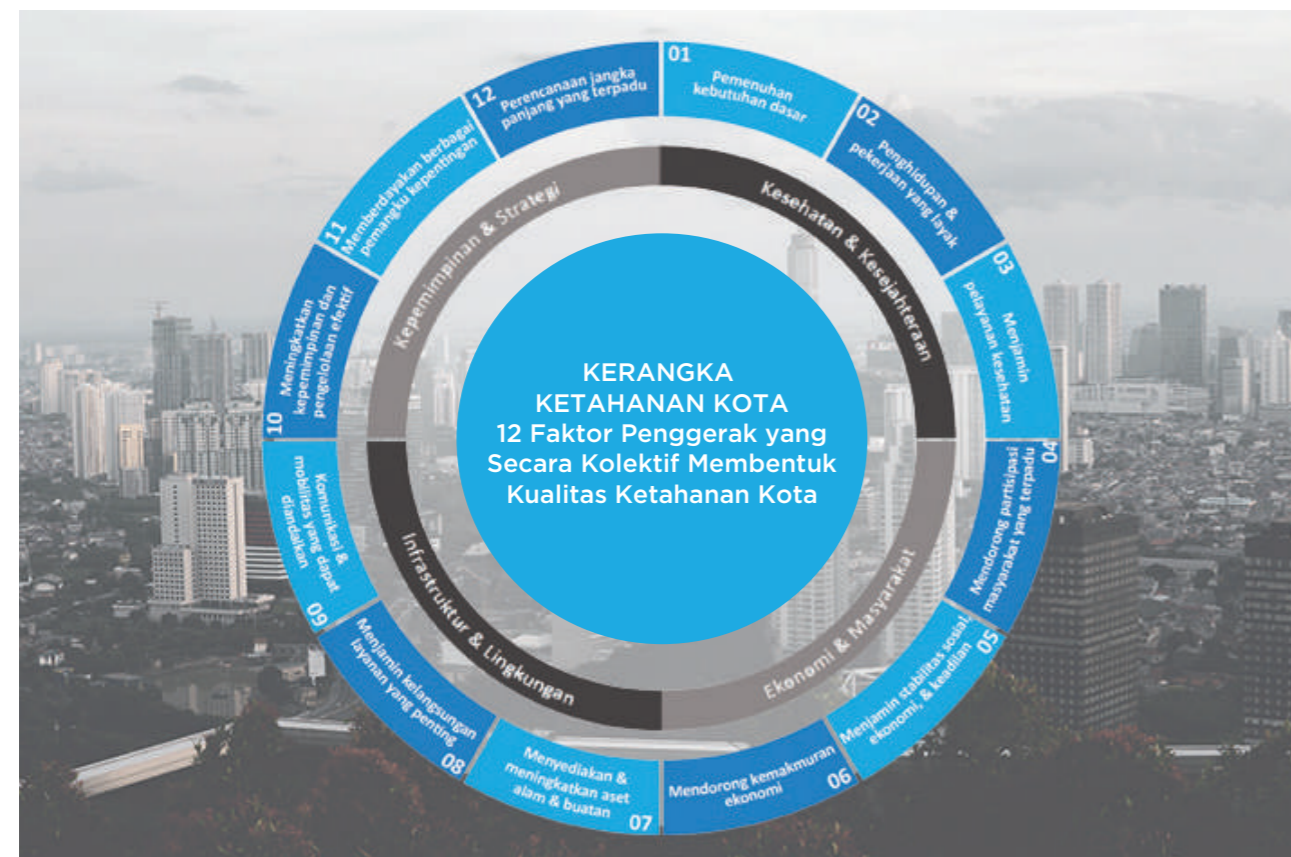 KERANGKA
KETAHANAN KOTA
12 Faktor Penggerak yang
Secara Kolektif Membentuk
Kualitas Ketahanan Kota
Kesehatan & Kesejahteraan
Ekonomi & Masyarakat
Infrastruktur & Lingkungan
Kepemimpinan & Strategi
01
Pemenuhan
kebutuhan dasar
02
Penghidupan &
pekerjaan yang layak
03
Menjamin
pelayanan kesehatan
04
Mendorong partisipasi
masyarakat yang terpadu
05
Menjamin stabilitas sosial,
ekonomi, & keadilan
06
Mendorong kemakmuran
ekonomi
07
Menyediakan &
meningkatkan aset
alam & buatan
08
Menjamin kelangsungan
layanan yang penting
09
Komunikasi &
mobilitas yang dapat
diandalkan
10
Meningkatkan
kepemimpinan dan
pengelolaan efektif
11
Memberdayakan berbagai
pemangku kepentingan
12
Perencanaan jangka
panjang yang terpadu